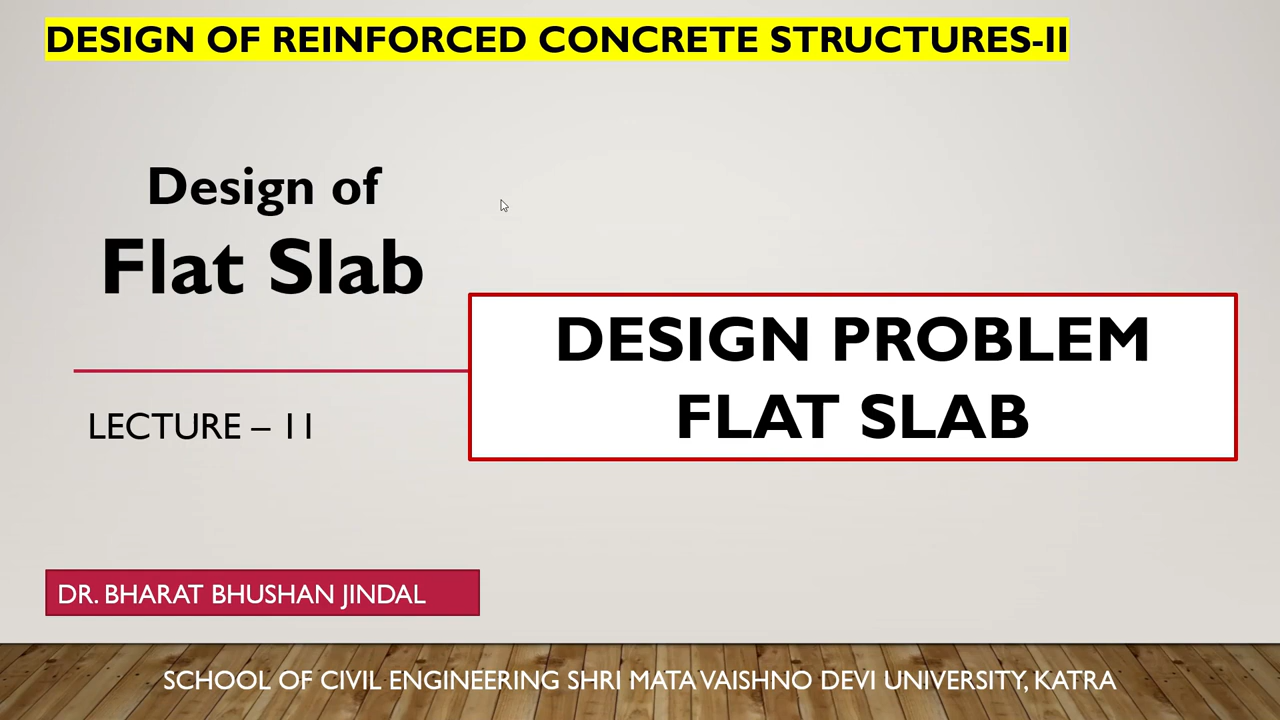 DESIGN OF REINFORCED CONCRETE STRUCTURES-II
Design of
Flat Slab
DESIGN PROBLEM
FLAT SLAB
LECTURE – 11
DR. BHARAT BHUSHAN JINDAL
SCHOOL OF CIVIL ENGINEERING SHRI MATA VAISHNO DEVI UNIVERSITY, KATRA